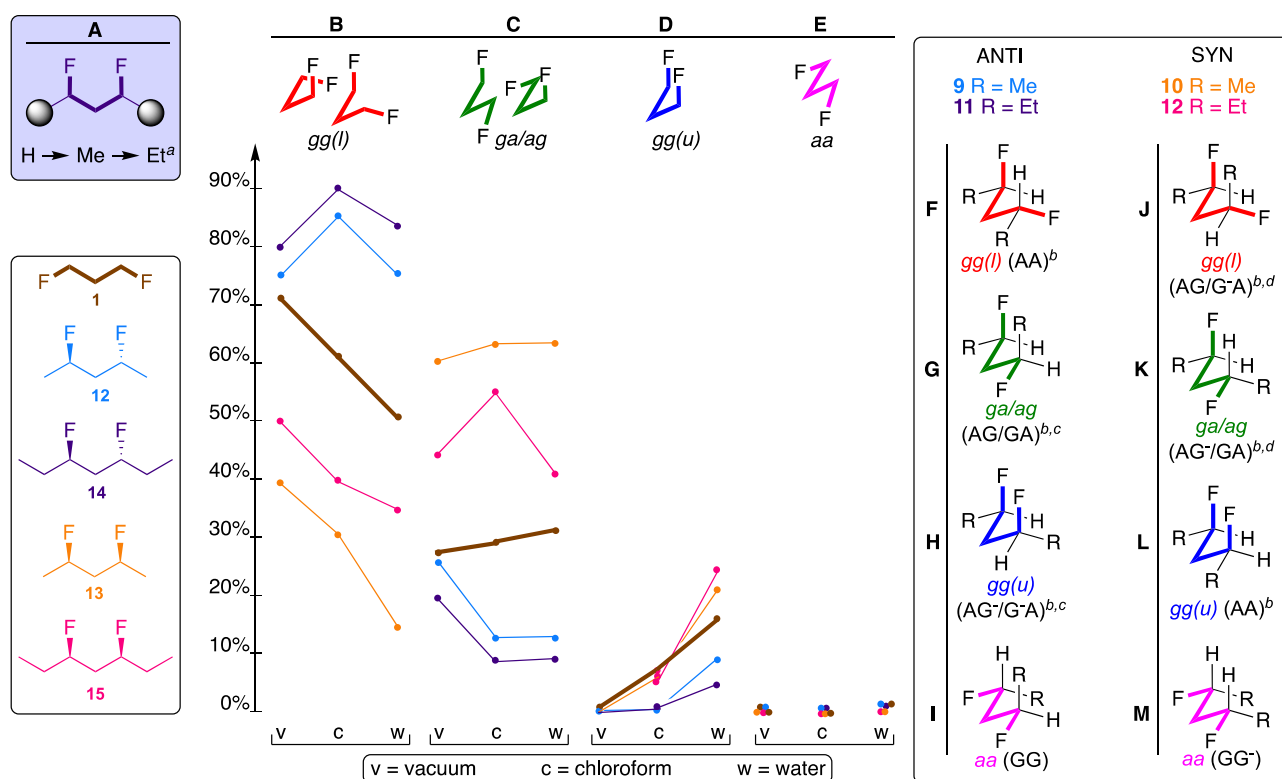 A
F F
H → Me → Et^a
F F
1
F F
12
F F
14
F F
13
F F
15
B C D E
F F F F
gg(l)
F F F
ga/ag
F F
gg(u)
F F
aa
90%
80%
70%
60%
50%
40%
30%
20%
10%
0%
v c w v c w v c w v c w
v = vacuum c = chloroform w = water
ANTI SYN
9 R = Me 10 R = Me
11 R = Et 12 R = Et
F
F
R H H F R
gg(l) (AA)^b
J
F
R R H F H
gg(l)
(AG/G⁻A)^b,d
G
F
R R H H F
ga/ag
(AG/GA)^b,c
K
F
R H H R F
ga/ag
(AG⁻/GA)^b,d
H
F
F
R H R H
gg(u)
(AG⁻/G⁻A)^b,c
L
F
F
R H H R
gg(u) (AA)^b
I
H
R
F R H F
aa (GG)
M
H
H
F R R F
aa (GG⁻)